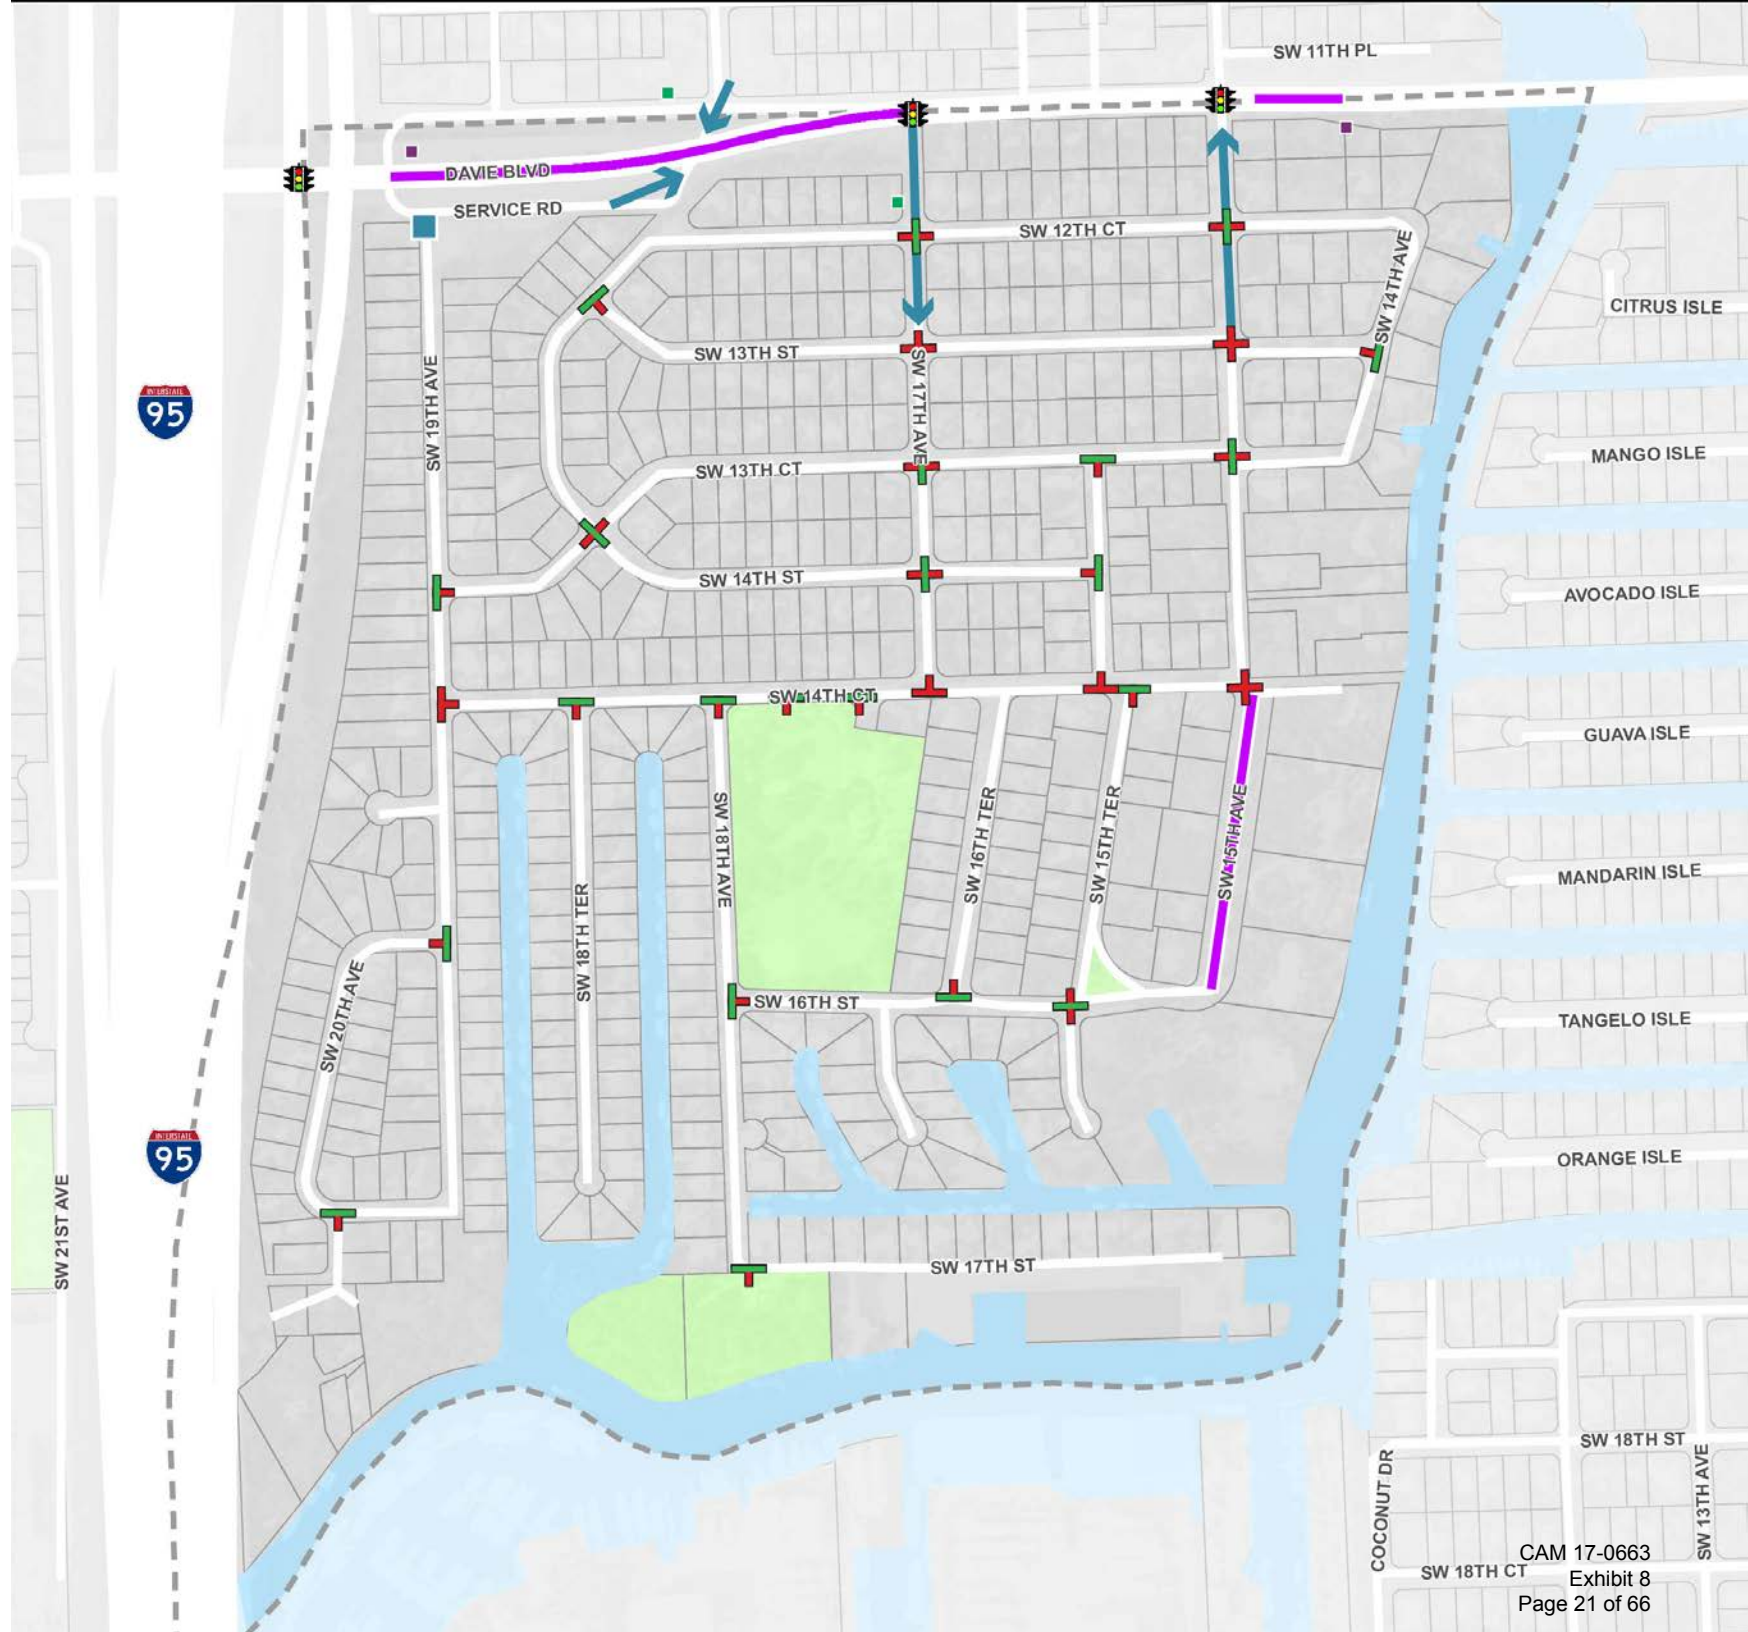 SW 11TH PL
DAVIE BLVD
SERVICE RD
SW 12TH CT
SW 14TH AVE
CITRUS ISLE
SW 13TH ST
SW 17TH AVE
SW 19TH AVE
INTERSTATE
95
SW 13TH CT
MANGO ISLE
SW 14TH ST
AVOCADO ISLE
SW 14TH CT
GUAVA ISLE
SW 18TH AVE
SW 16TH TER
SW 15TH TER
SW 15TH AVE
MANDARIN ISLE
SW 18TH TER
SW 20TH AVE
SW 16TH ST
TANGELO ISLE
INTERSTATE
95
ORANGE ISLE
SW 21ST AVE
SW 17TH ST
SW 18TH ST
COCONUT DR
SW 13TH AVE
SW 18TH CT
CAM 17-0663
Exhibit 8
Page 21 of 66